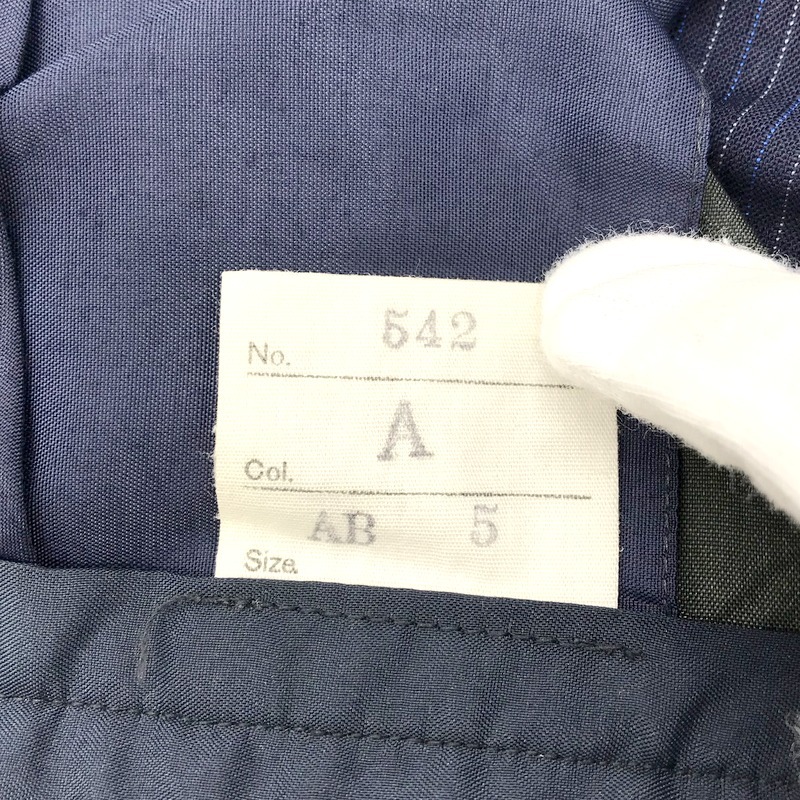 No. 542
Col. A
Size AB 5